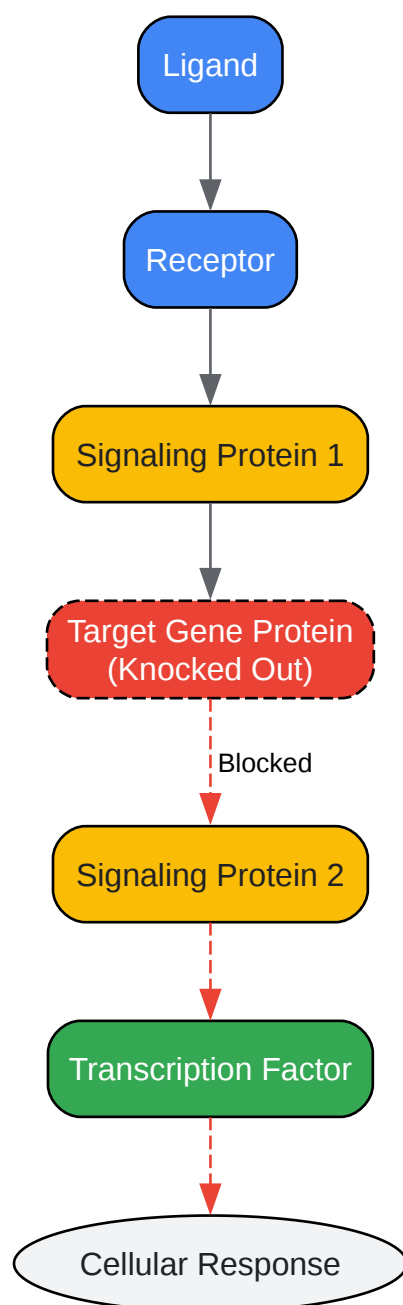 Ligand
Receptor
Signaling Protein 1
Target Gene Protein
(Knocked Out)
Blocked
Signaling Protein 2
Transcription Factor
Cellular Response